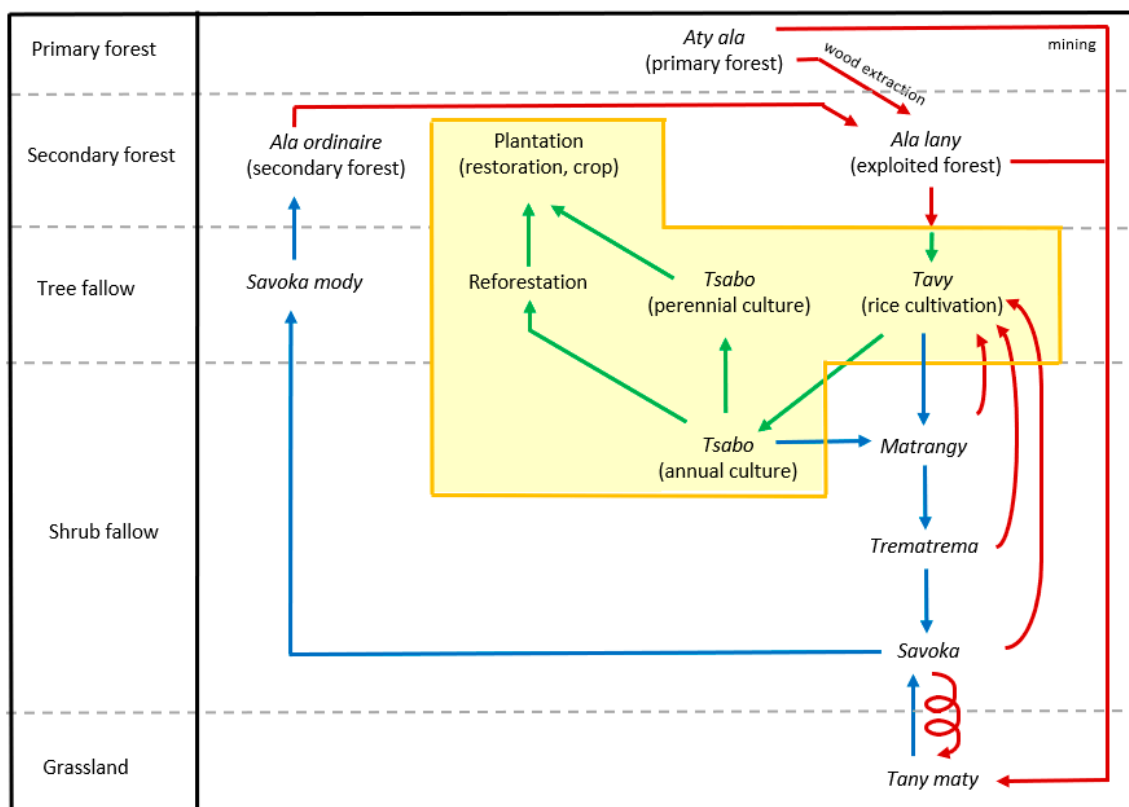 Primary forest
Aty ala
(primary forest)
mining
wood extraction
Secondary forest
Ala ordinaire
(secondary forest)
Plantation
(restoration, crop)
Ala lany
(exploited forest)
Tree fallow
Savoka mody
Reforestation
Tsabo
(perennial culture)
Tavy
(rice cultivation)
Shrub fallow
Tsabo
(annual culture)
Matrangy
Trematrema
Savoka
Grassland
Tany maty